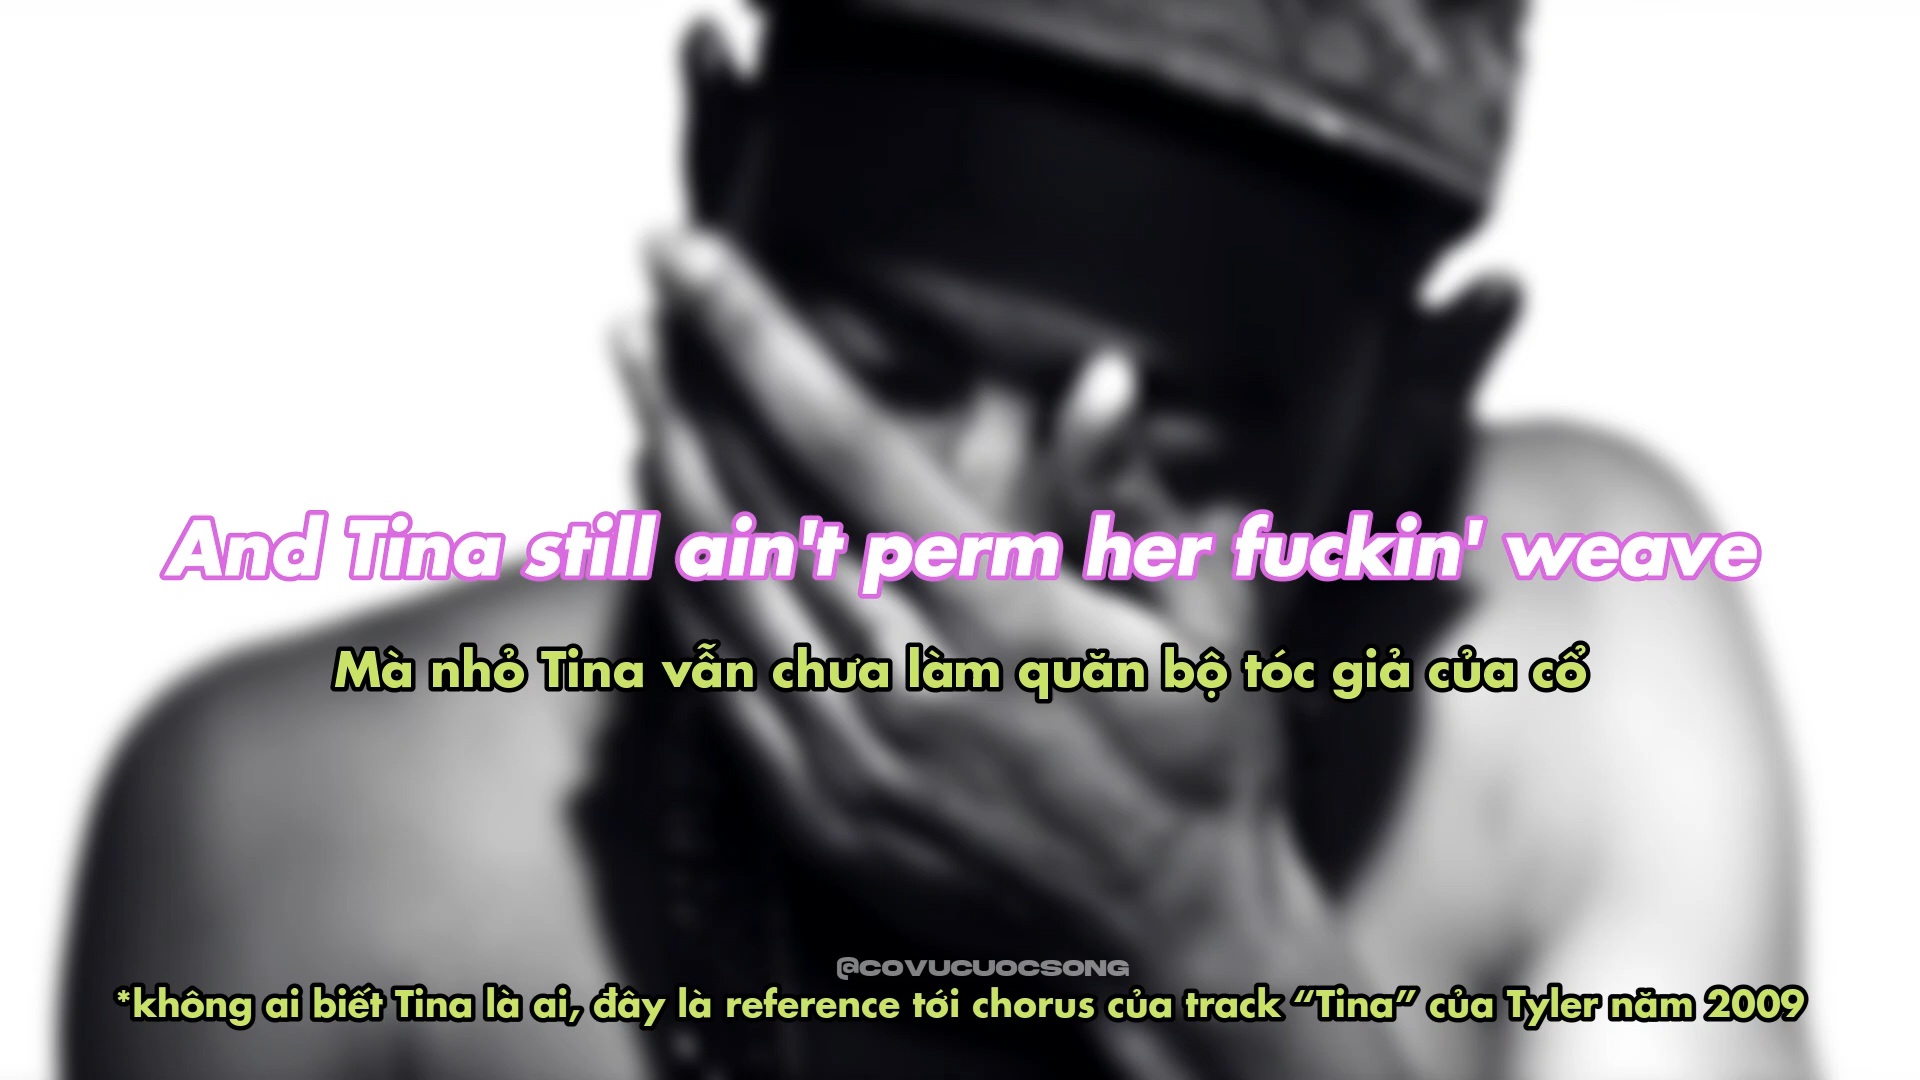 And Tina still ain't perm her fuckin' weave
Mà nhỏ Tina vẫn chưa làm quăn bộ tóc giả của cổ
@COVUCUOCSONG
*không ai biết Tina là ai, đây là reference tới chorus của track “Tina” của Tyler năm 2009